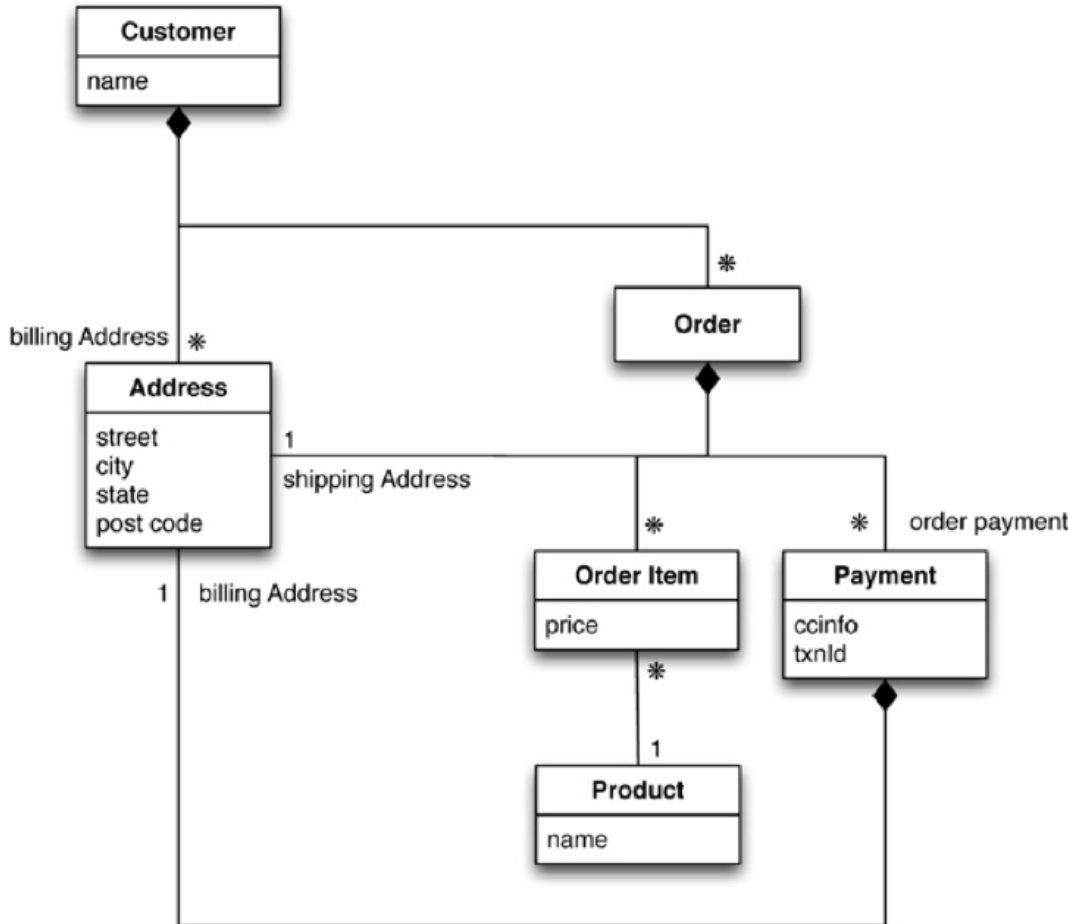 Customer
name
*
Order
billing Address
*
Address
street
city
state
post code
1
shipping Address
*
*
order payment
Order Item
price
Payment
ccinfo
txnId
1
billing Address
*
1
Product
name